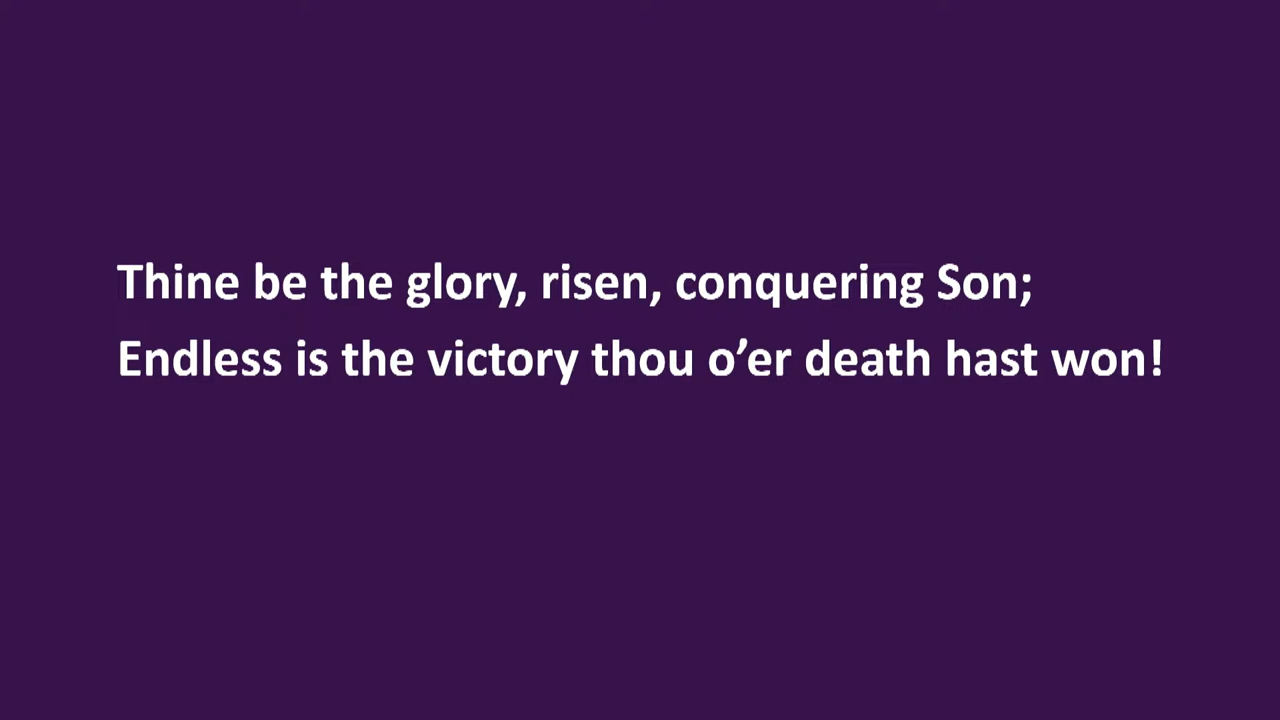 Thine be the glory, risen, conquering Son;
Endless is the victory thou o’er death hast won!